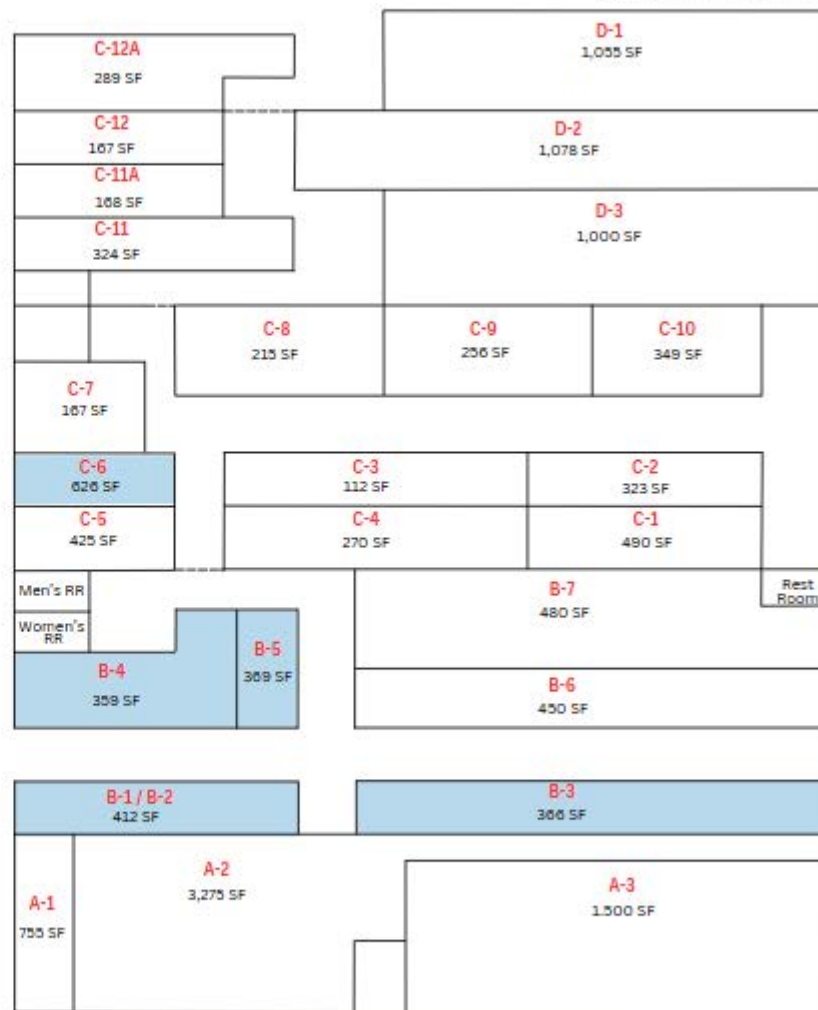 D-1
1,055 SF
C-12A
289 SF
C-12
167 SF
D-2
1,078 SF
C-11A
168 SF
C-11
324 SF
D-3
1,000 SF
C-8
215 SF
C-9
256 SF
C-10
349 SF
C-7
167 SF
C-6
626 SF
C-3
112 SF
C-2
323 SF
C-5
425 SF
C-4
270 SF
C-1
490 SF
Men's RR
Women's
RR
B-7
480 SF
Rest
Room
B-4
359 SF
B-5
369 SF
B-6
450 SF
B-1 / B-2
412 SF
B-3
366 SF
A-1
755 SF
A-2
3,275 SF
A-3
1.500 SF